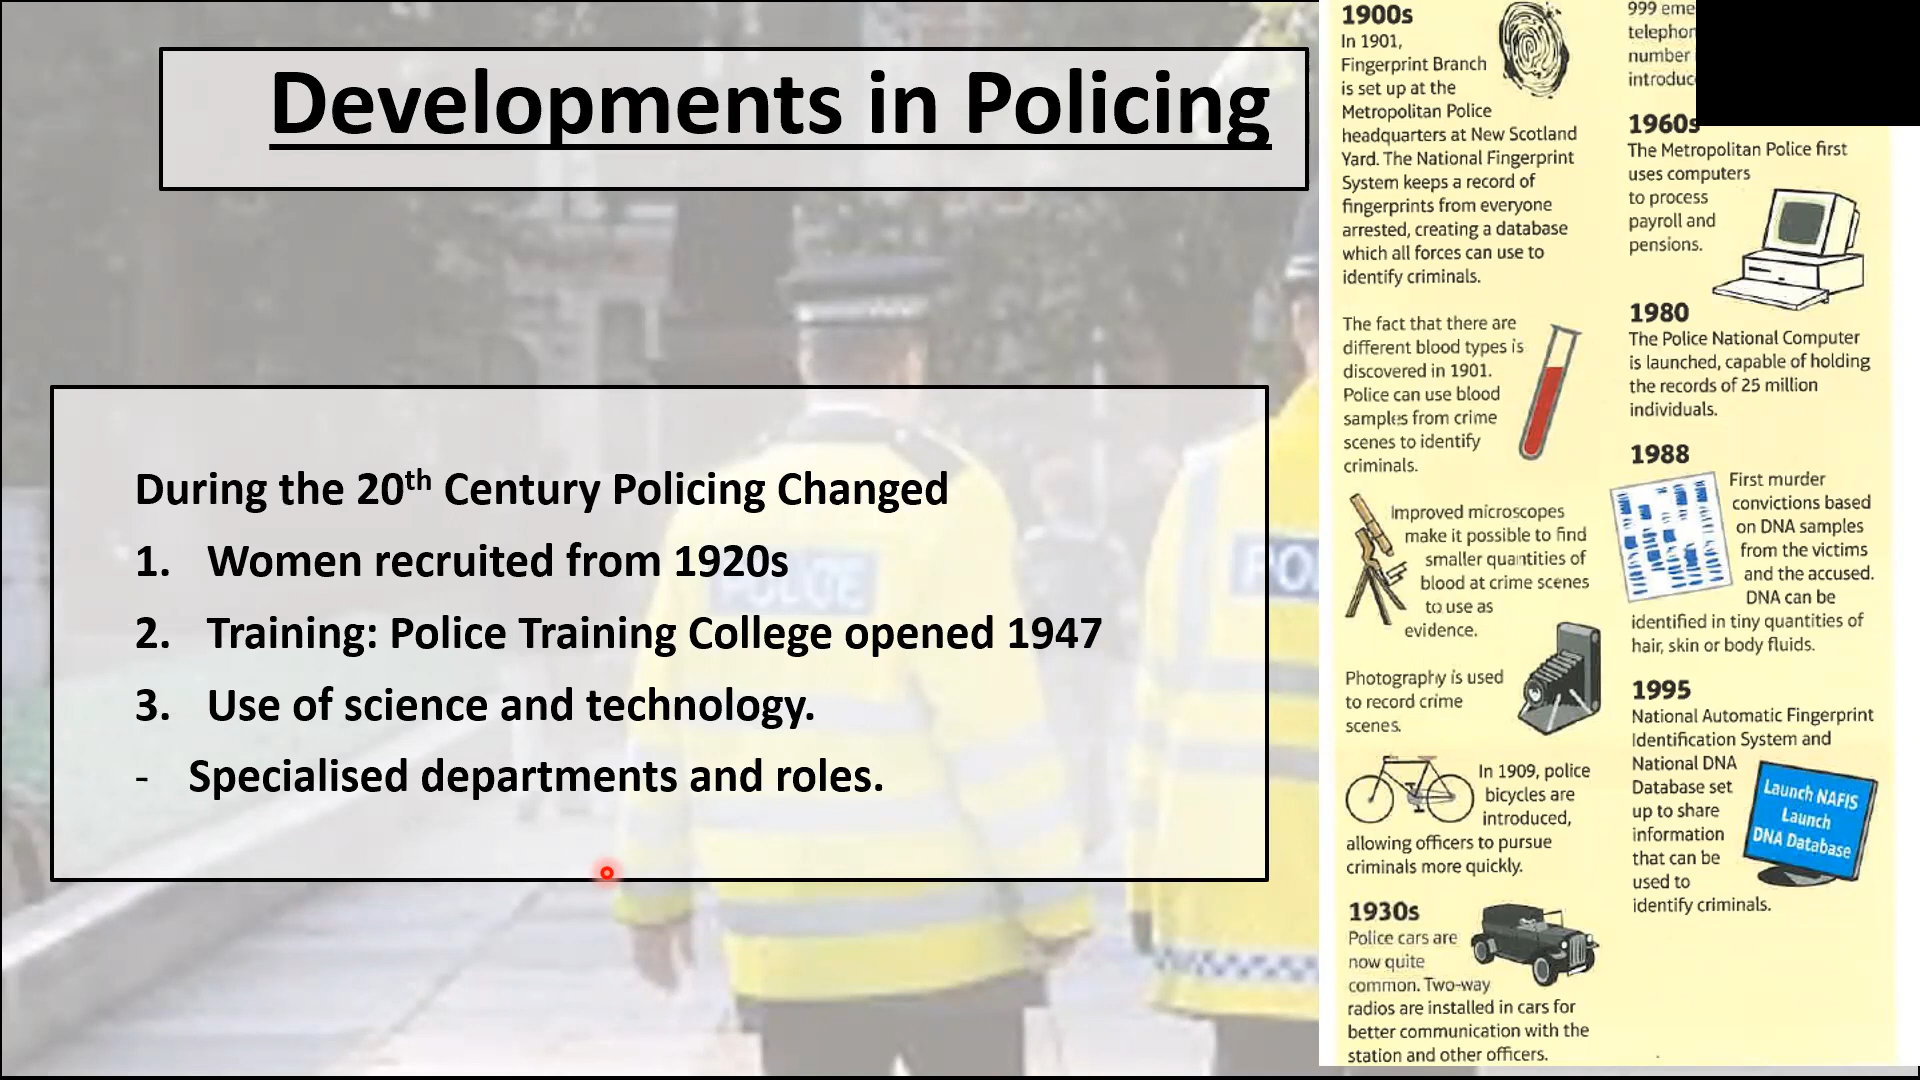 Developments in Policing
During the 20th Century Policing Changed
1. Women recruited from 1920s
2. Training: Police Training College opened 1947
3. Use of science and technology.
- Specialised departments and roles.
POLICE
1900s
In 1901,
Fingerprint Branch
is set up at the
Metropolitan Police
headquarters at New Scotland
Yard. The National Fingerprint
System keeps a record of
fingerprints from everyone
arrested, creating a database
which all forces can use to
identify criminals.
The fact that there are
different blood types is
discovered in 1901.
Police can use blood
samples from crime
scenes to identify
criminals.
Improved microscopes
make it possible to find
smaller quantities of
blood at crime scenes
to use as
evidence.
Photography is used
to record crime
scenes.
In 1909, police
bicycles are
introduced,
allowing officers to pursue
criminals more quickly.
1930s
Police cars are
now quite
common. Two-way
radios are installed in cars for
better communication with the
station and other officers.
999
number
1960s
The Metropolitan Police first
uses computers
to process
payroll and
pensions.
1980
The Police National Computer
is launched, capable of holding
the records of 25 million
individuals.
1988
First murder
convictions based
on DNA samples
from the victims
and the accused.
DNA can be
identified in tiny quantities of
hair, skin or body fluids.
1995
National Automatic Fingerprint
Identification System and
National DNA
Database set
up to share
information
that can be
used to
identify criminals.
Launch NAFIS
Launch
DNA Database